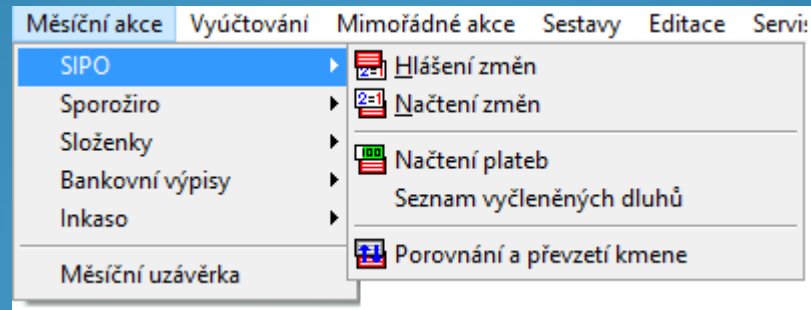 Měsíční akce Vyúčtování Mimořádné akce Sestavy Editace Servis
SIPO
Sporožiro
Složenky
Bankovní výpisy
Inkaso
Měsíční uzávěrka
Hlášení změn
Načtení změn
Načtení plateb
Seznam vyčleněných dluhů
Porovnání a převzetí kmene